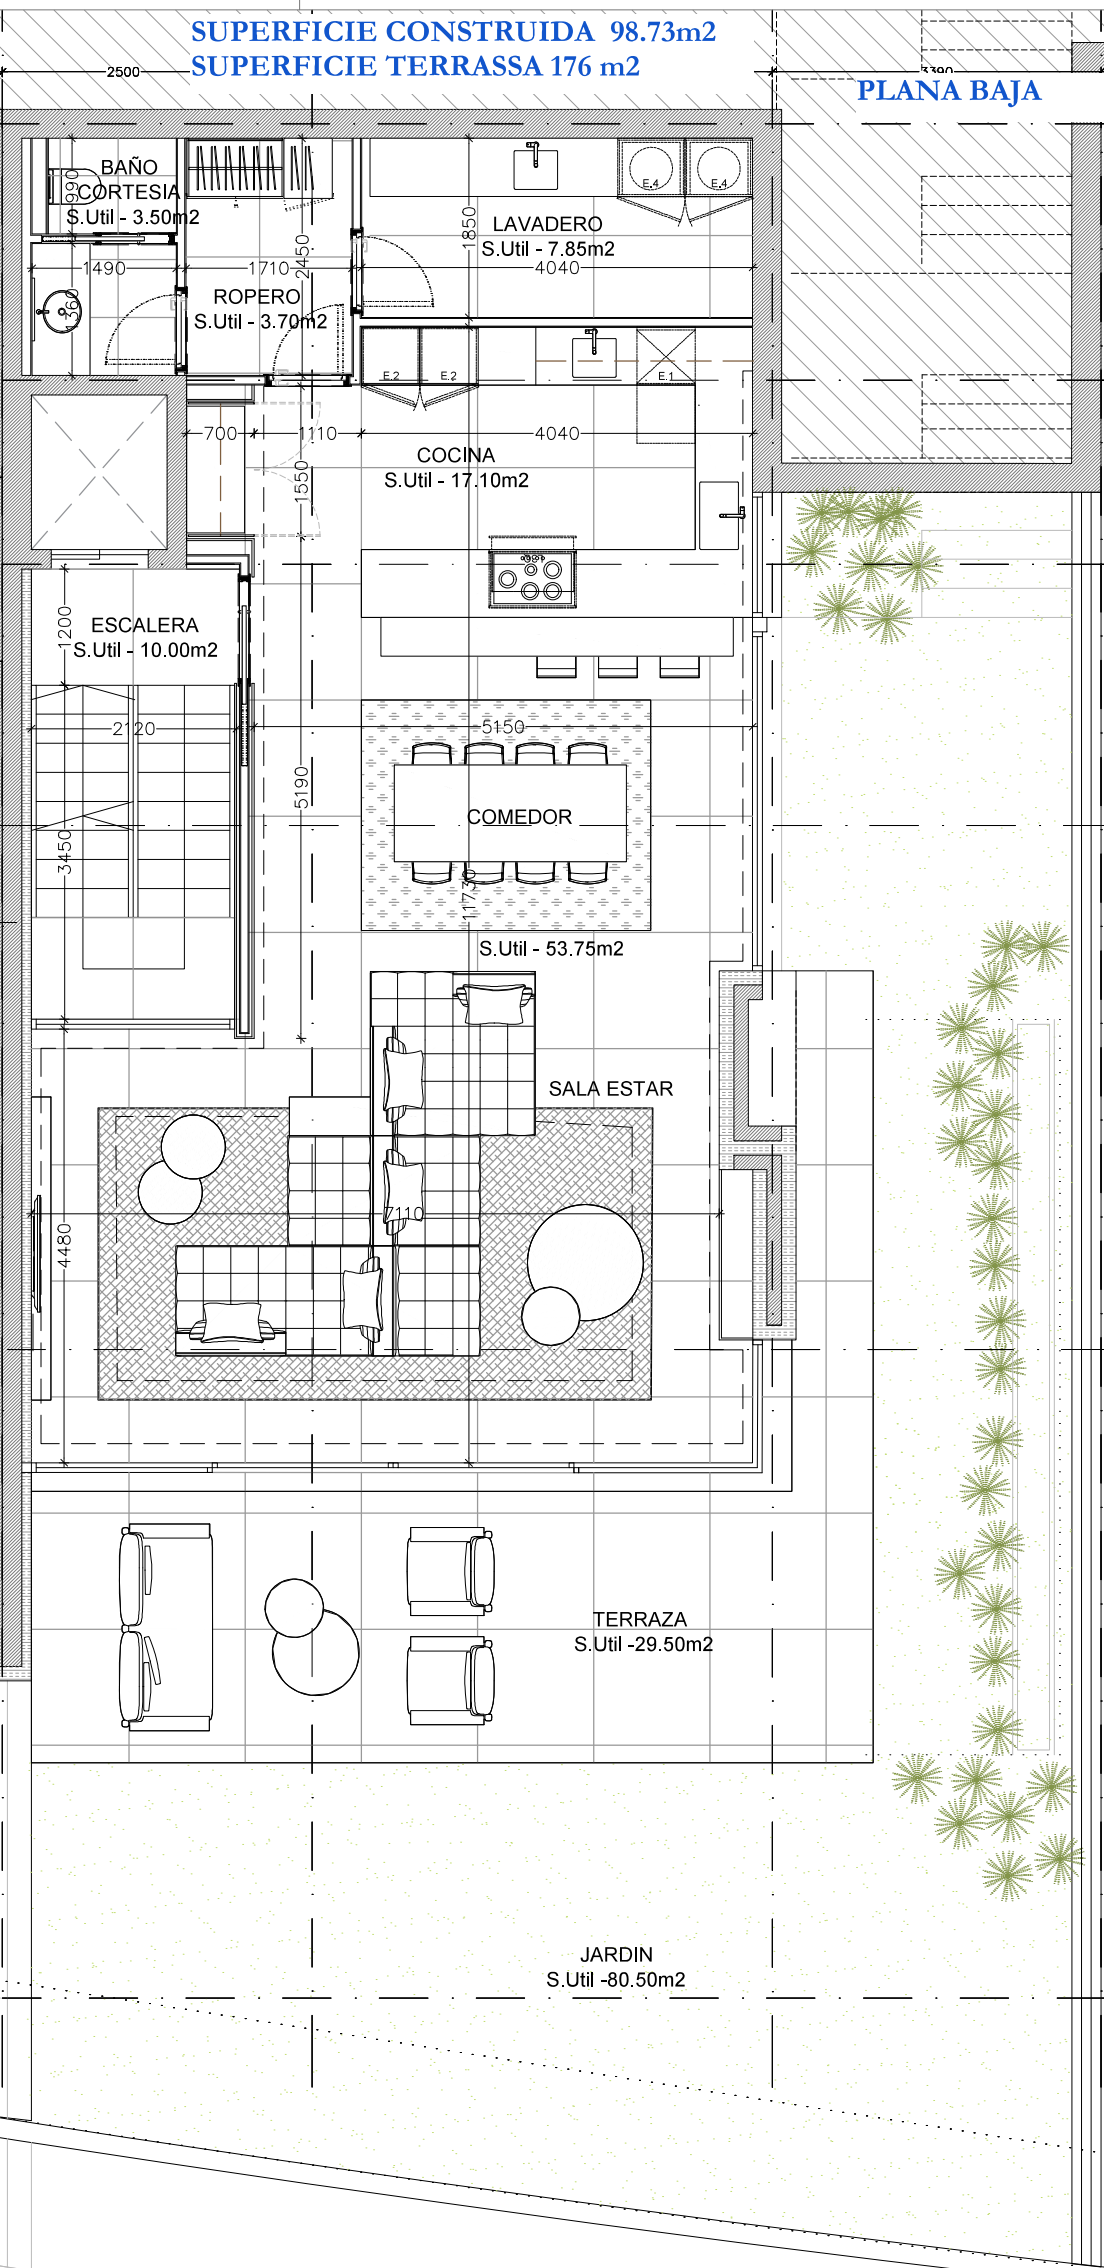 SUPERFICIE CONSTRUIDA 98.73m2
SUPERFICIE TERRASSA 176 m2
2500
3390
PLANA BAJA
BAÑO
CORTESIA
S.Util - 3.50m2
990
1490
1360
1710
2450
ROPERO
S.Util - 3.70m2
E.4
E.4
LAVADERO
S.Util - 7.85m2
1850
4040
E.2
E.2
E.1
700
1110
4040
COCINA
S.Util - 17.10m2
1550
ESCALERA
S.Util - 10.00m2
1200
2120
5150
5190
3450
COMEDOR
11730
S.Util - 53.75m2
SALA ESTAR
7110
4480
TERRAZA
S.Util -29.50m2
JARDIN
S.Util -80.50m2